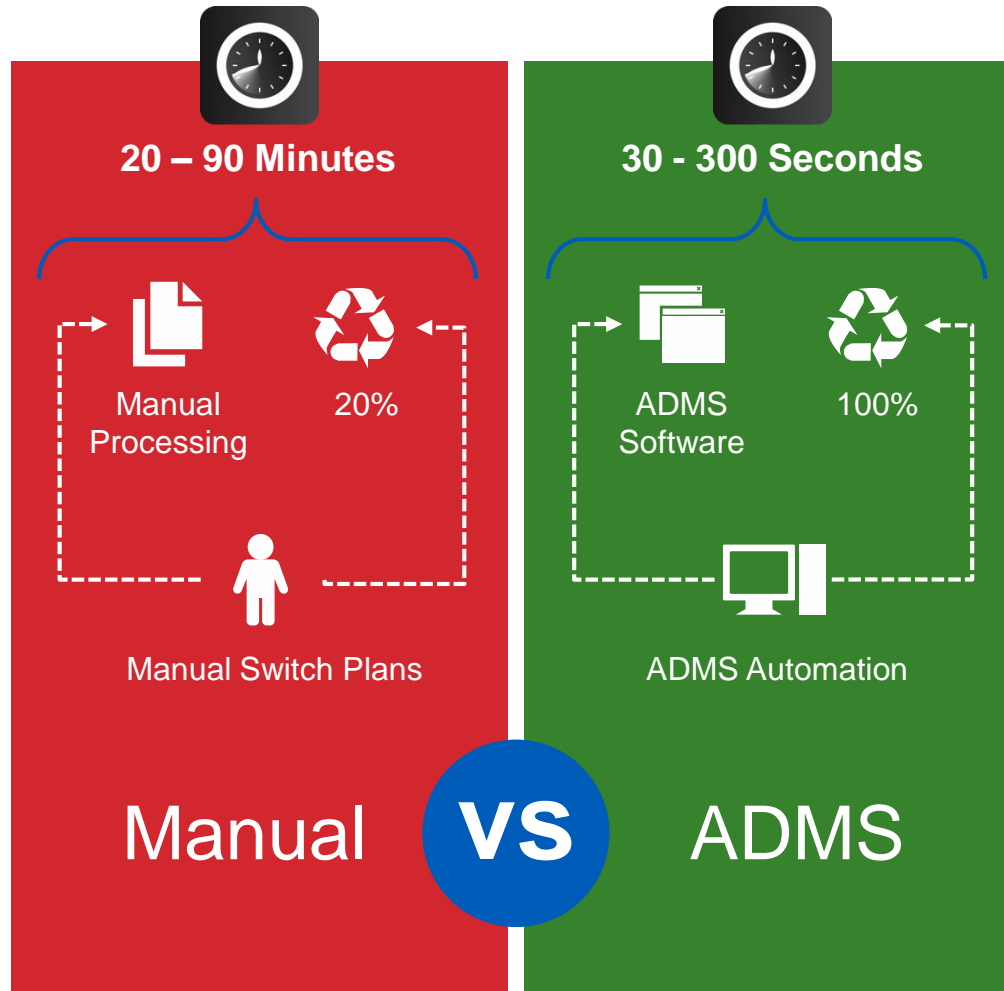 20 – 90 Minutes
Manual
Processing
20%
Manual Switch Plans
Manual
vs
30 - 300 Seconds
ADMS
Software
100%
ADMS Automation
ADMS